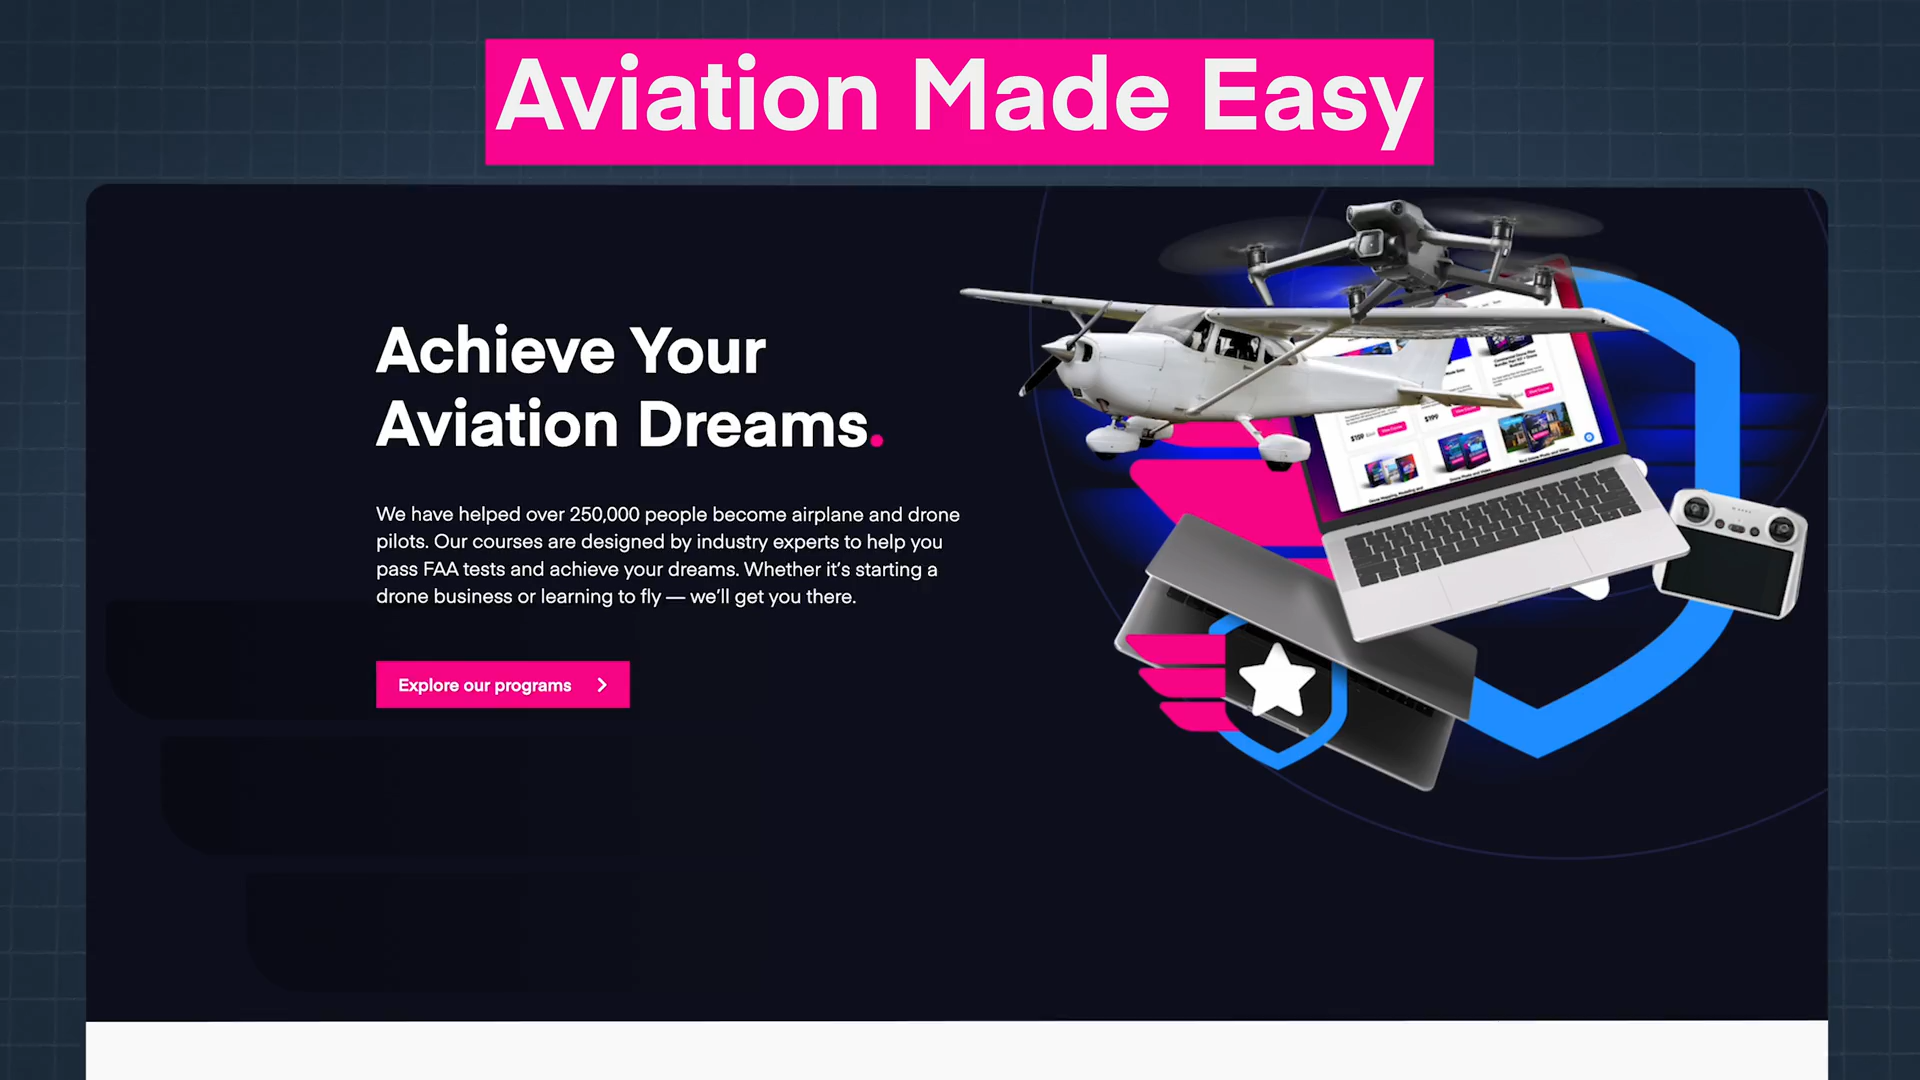 Aviation Made Easy
Achieve Your
Aviation Dreams.
We have helped over 250,000 people become airplane and drone
pilots. Our courses are designed by industry experts to help you
pass FAA tests and achieve your dreams. Whether it's starting a
drone business or learning to fly — we'll get you there.
Explore our programs
$159
$199